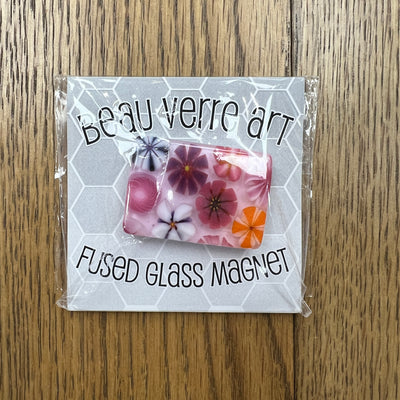 Beau Verre Art
Fused Glass Magnet